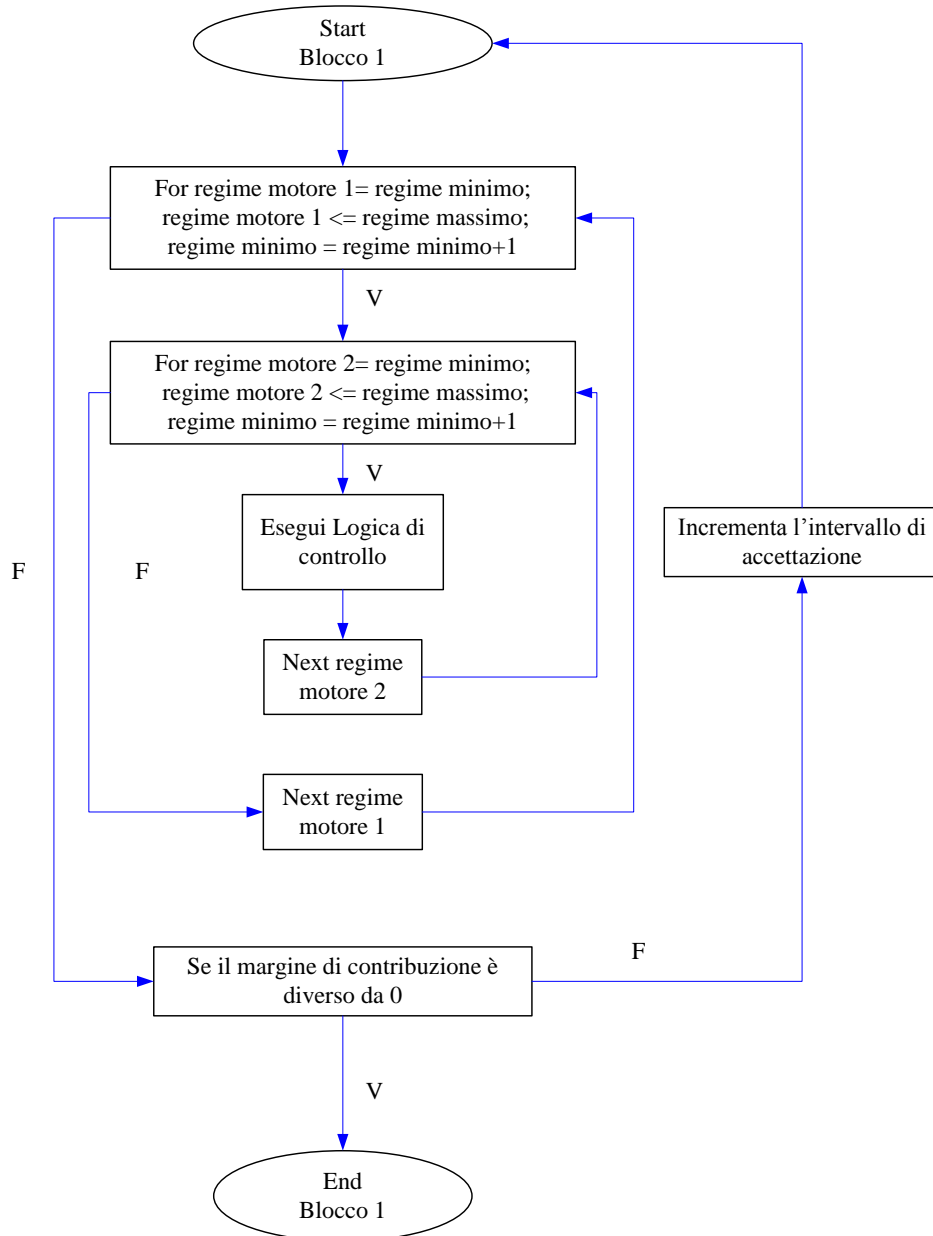 Start
Blocco 1
For regime motore 1= regime minimo;
regime motore 1 <= regime massimo;
regime minimo = regime minimo+1
V
For regime motore 2= regime minimo;
regime motore 2 <= regime massimo;
regime minimo = regime minimo+1
V
Esegui Logica di
controllo
Incrementa l’intervallo di
accettazione
F
F
Next regime
motore 2
Next regime
motore 1
Se il margine di contribuzione è
diverso da 0
F
V
End
Blocco 1